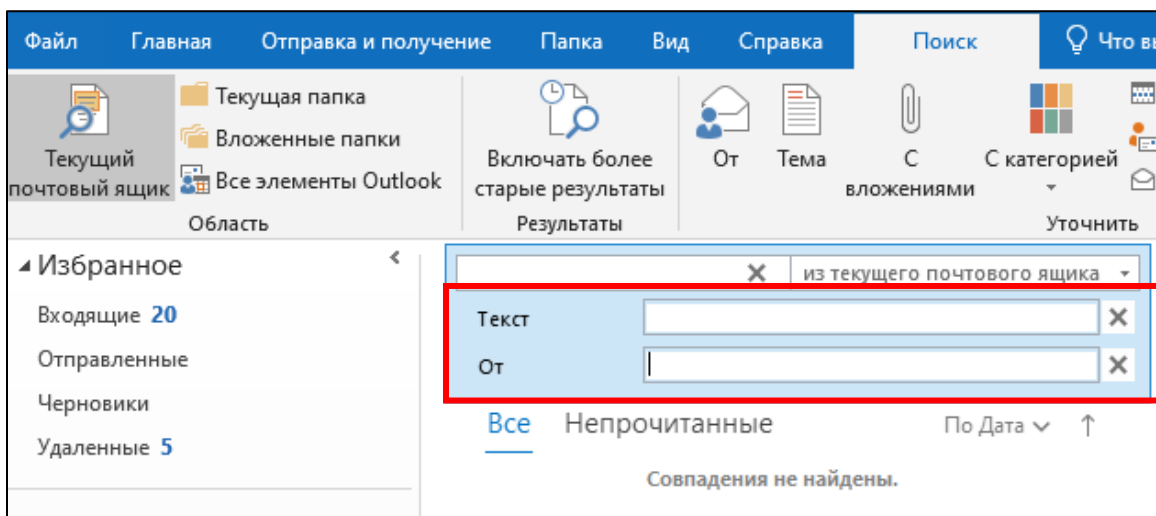 Файл Главная Отправка и получение Папка Вид Справка Поиск Что
Текущая папка
Вложенные папки
Все элементы Outlook
Текущий
почтовый ящик
Область
Включать более
старые результаты
Результаты
От
Тема
С
вложениями
С категорией
Уточнить
Избранное
Входящие 20
Отправленные
Черновики
Удаленные 5
из текущего почтового ящика
Текст
От
Все Непрочитанные По Дата
Совпадения не найдены.